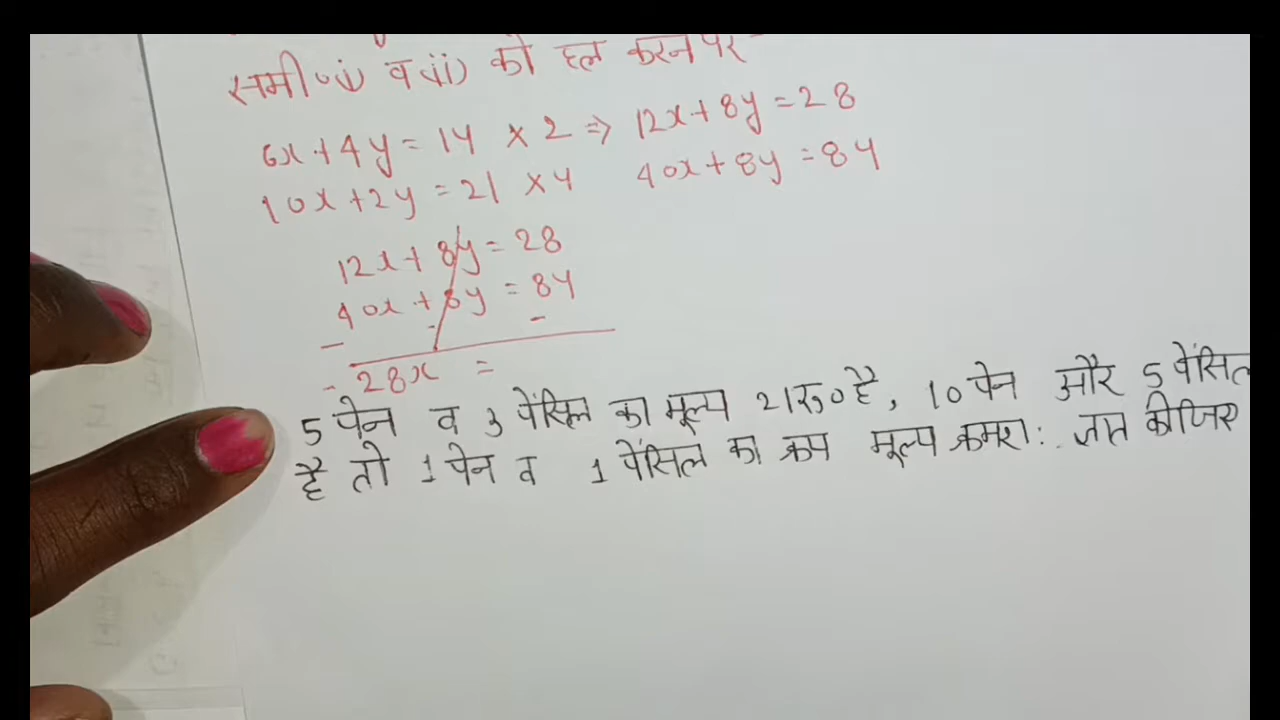 समी० (i) व (ii) को हल करने पर
6x + 4y = 14 × 2 ⇒ 12x + 8y = 28
10x + 2y = 21 × 4 40x + 8y = 84
12x + 8y = 28
40x + 8y = 84
- - -
- 28x =
5 पेन व 3 पेंसिल का मूल्य 21रु0 है, 10 पेन और 5 पेंसिल
है तो 1 पेन व 1 पेंसिल का क्रय मूल्य क्रमश: ज्ञात कीजिए